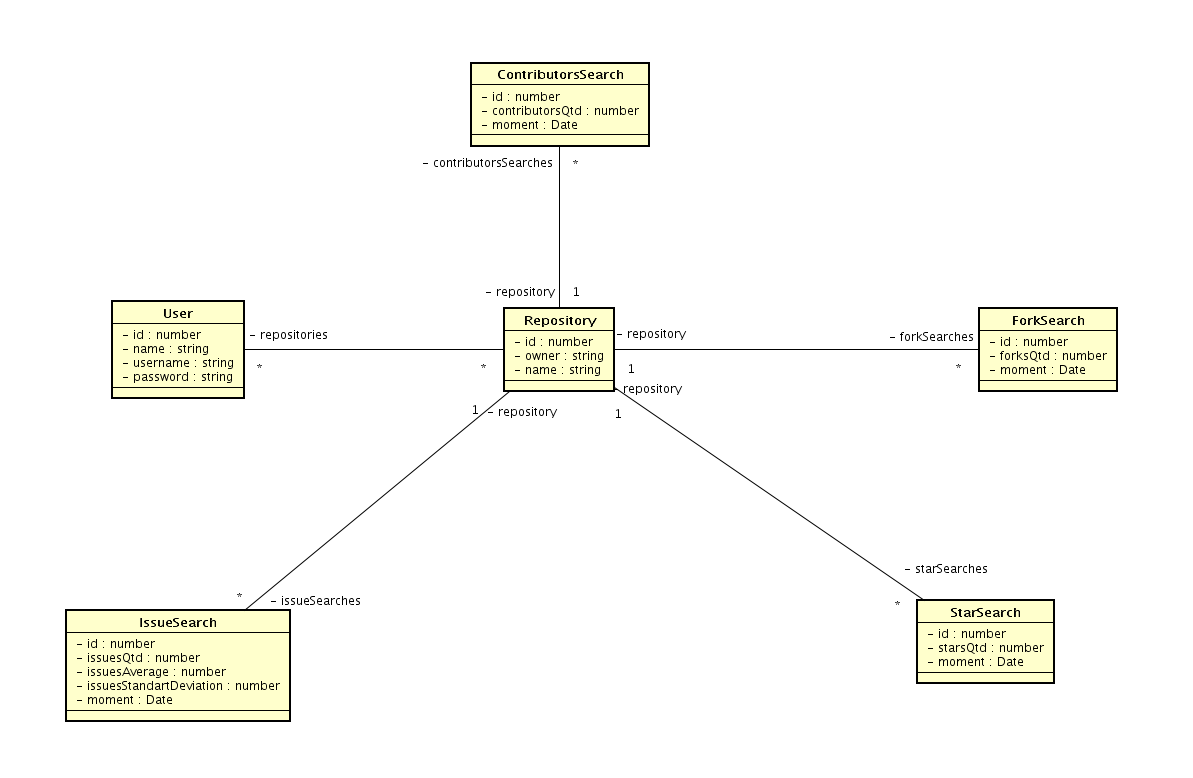 ContributorsSearch
- id : number
- contributorsQtd : number
- moment : Date
- contributorsSearches
*
- repository
1
User
- id : number
- name : string
- username : string
- password : string
- repositories
*
*
Repository
- id : number
- owner : string
- name : string
- repository
1
- forkSearches
*
ForkSearch
- id : number
- forksQtd : number
- moment : Date
1
- repository
- repository
1
*
- issueSearches
IssueSearch
- id : number
- issuesQtd : number
- issuesAverage : number
- issuesStandartDeviation : number
- moment : Date
- starSearches
*
StarSearch
- id : number
- starsQtd : number
- moment : Date